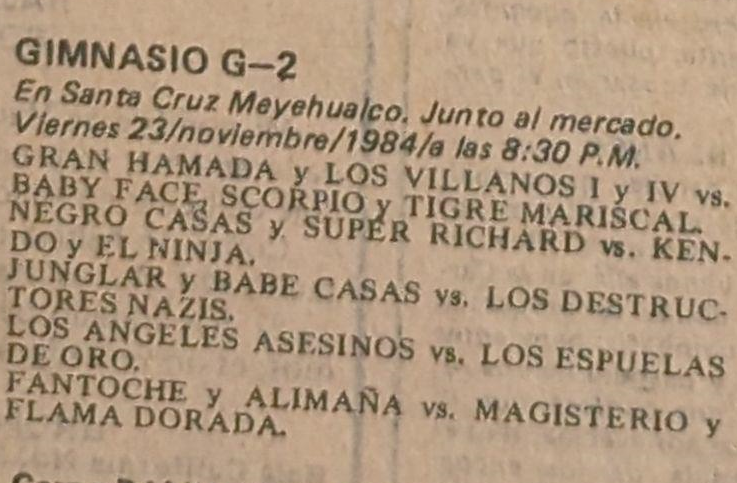 GIMNASIO G-2
En Santa Cruz Meyehualco. Junto al mercado.
Viernes 23/noviembre/1984/a las 8:30 P.M.
GRAN HAMADA y LOS VILLANOS I y IV vs.
BABY FACE, SCORPIO y TIGRE MARISCAL.
NEGRO CASAS y SUPER RICHARD vs. KEN-
DO y EL NINJA.
JUNGLAR y BABE CASAS vs. LOS DESTRUC-
TORES NAZIS.
LOS ANGELES ASESINOS vs. LOS ESPUELAS
DE ORO.
FANTOCHE y ALIMAÑA vs. MAGISTERIO y
FLAMA DORADA.